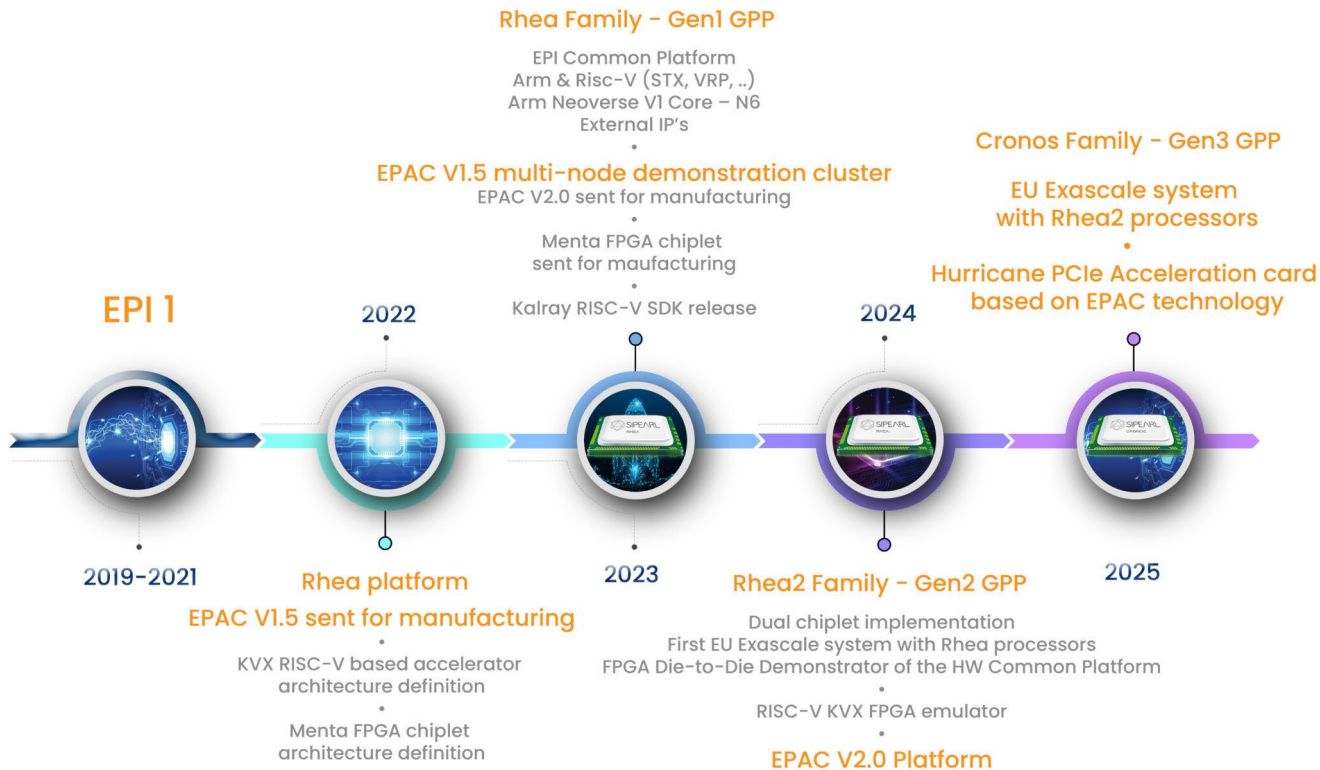 EPI 1
2019-2021
2022
Rhea platform
EPAC V1.5 sent for manufacturing
•
KVX RISC-V based accelerator
architecture definition
•
Menta FPGA chiplet
architecture definition
Rhea Family - Gen1 GPP
EPI Common Platform
Arm & Risc-V (STX, VRP, ..)
Arm Neoverse V1 Core – N6
External IP's
•
EPAC V1.5 multi-node demonstration cluster
EPAC V2.0 sent for manufacturing
•
Menta FPGA chiplet
sent for maufacturing
•
Kalray RISC-V SDK release
SIPEARL
RHEA
2023
2024
SIPEARL
RHEA
Rhea2 Family - Gen2 GPP
Dual chiplet implementation
First EU Exascale system with Rhea processors
FPGA Die-to-Die Demonstrator of the HW Common Platform
•
RISC-V KVX FPGA emulator
•
EPAC V2.0 Platform
Cronos Family - Gen3 GPP
EU Exascale system
with Rhea2 processors
•
Hurricane PCIe Acceleration card
based on EPAC technology
SIPEARL
CRONOS
2025